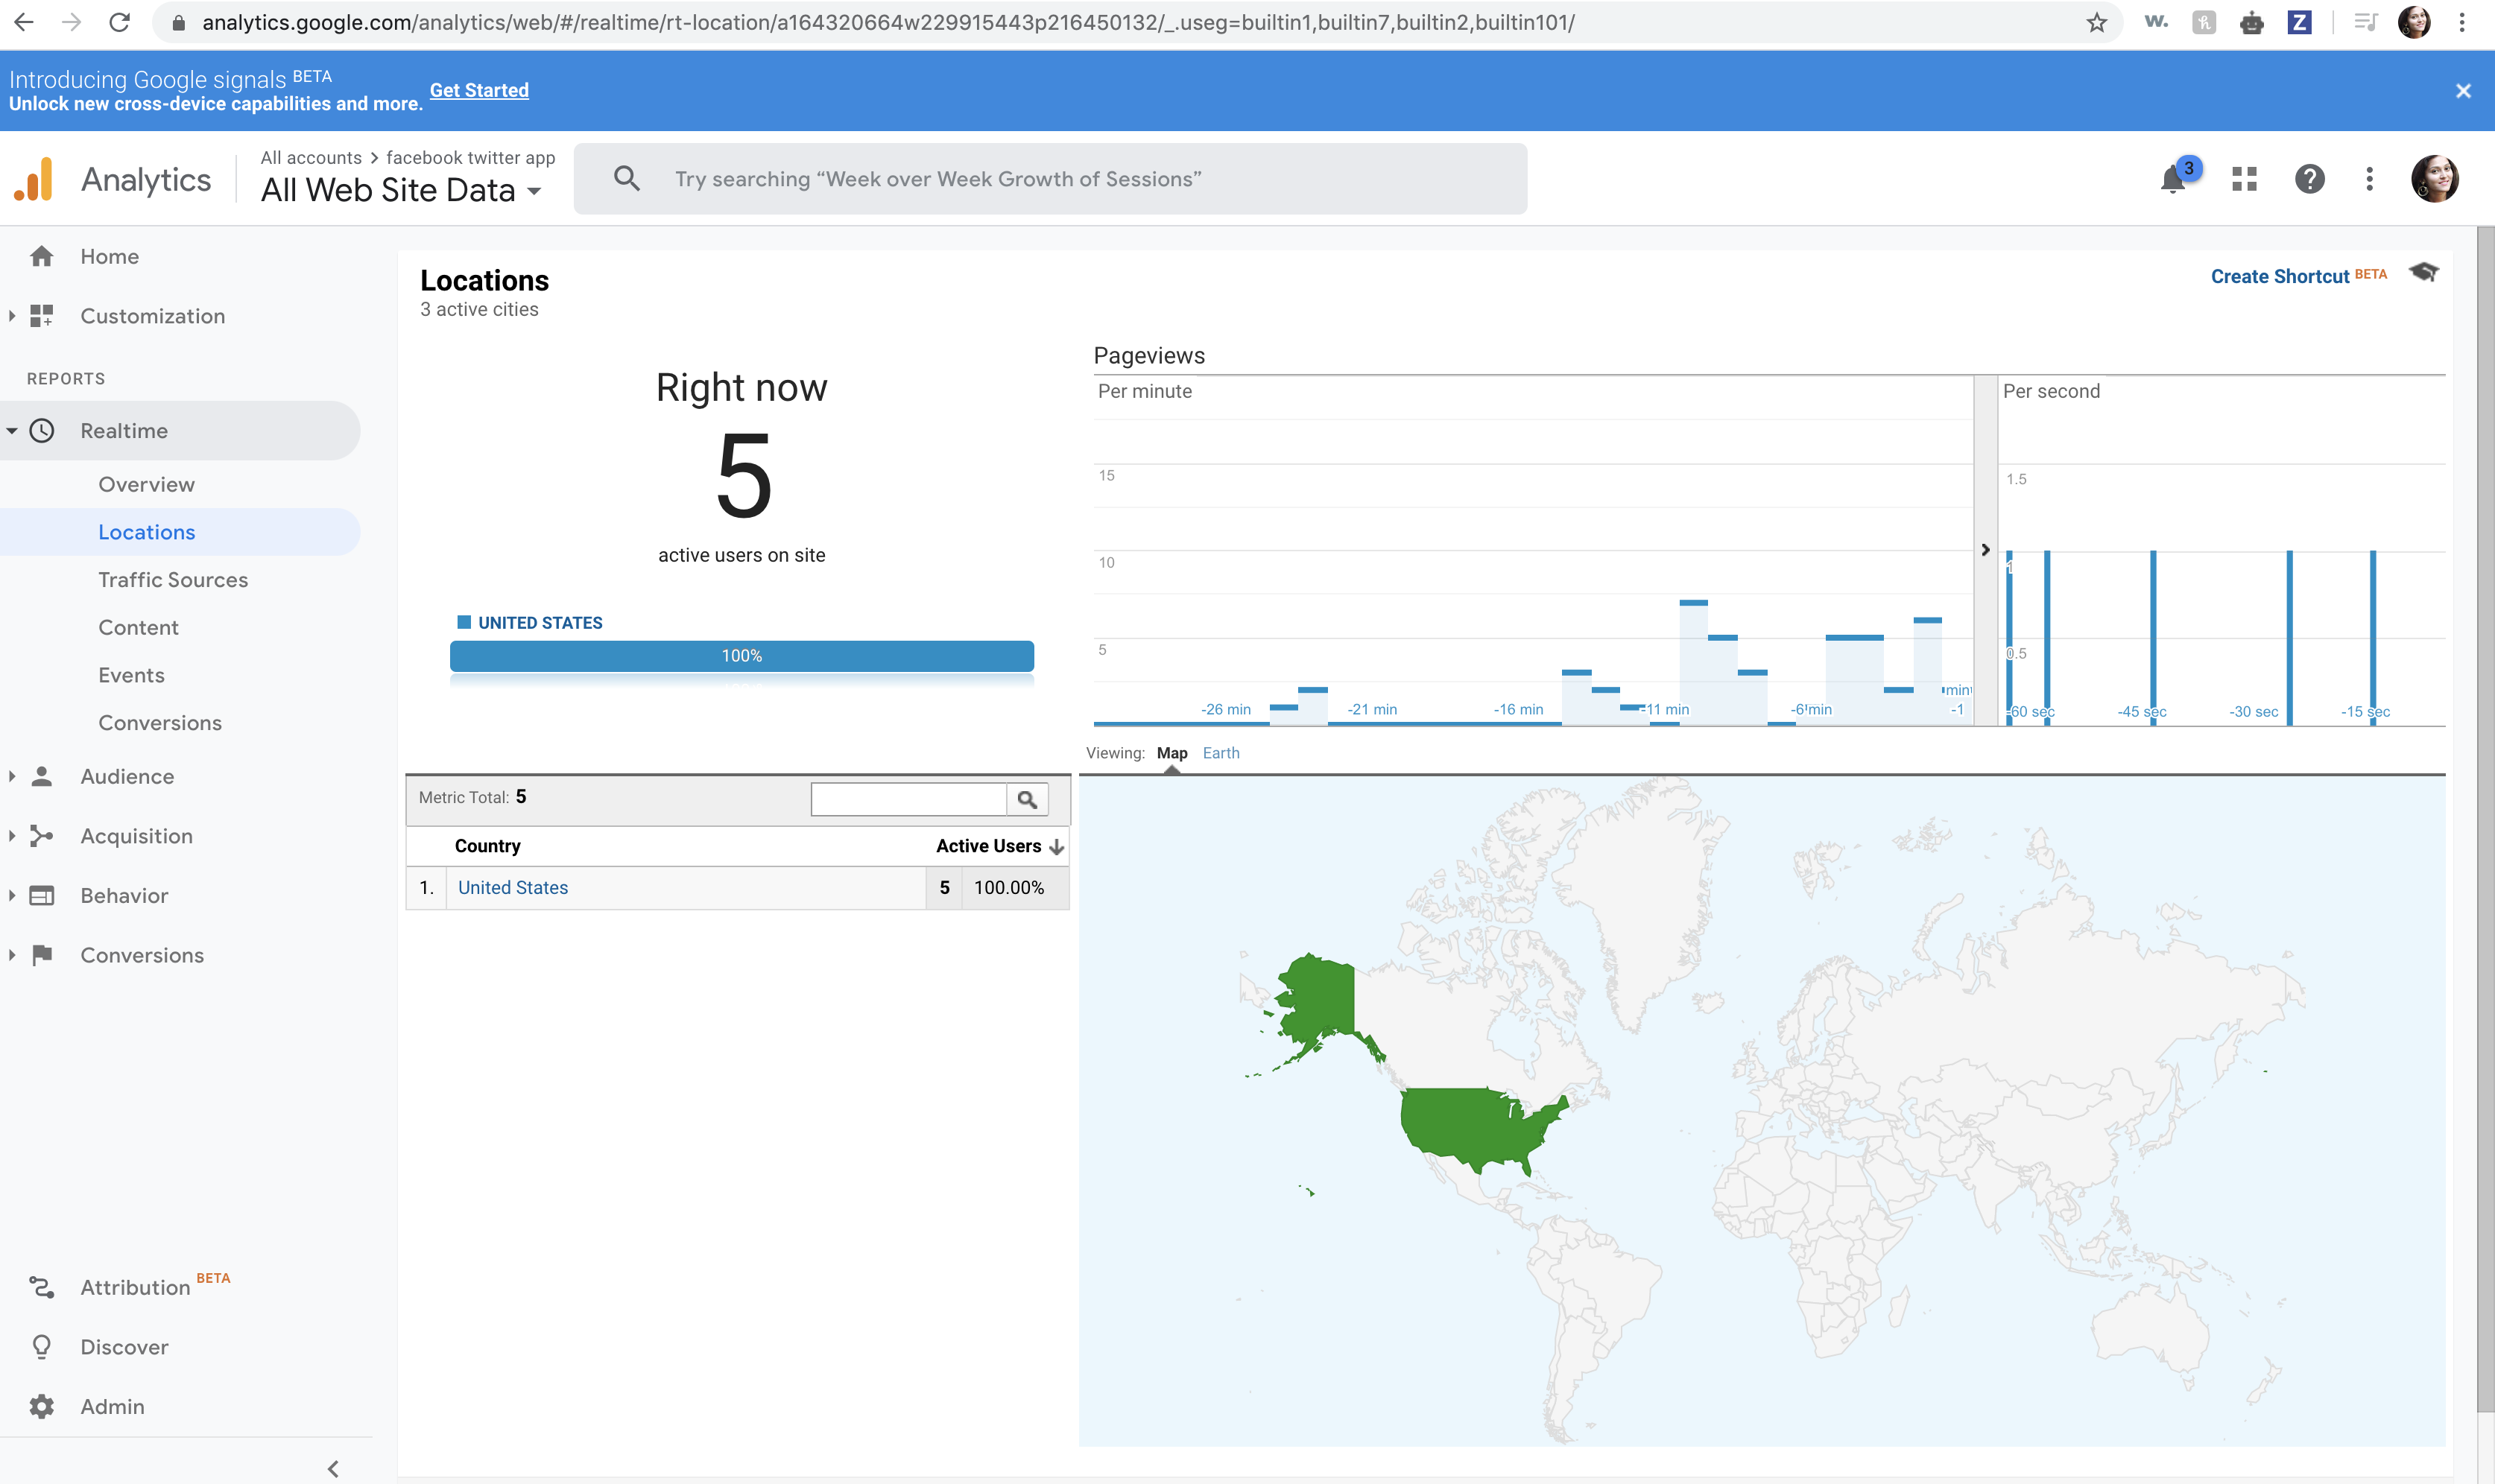 analytics.google.com/analytics/web/#/realtime/rt-location/a164320664w229915443p216450132/_.useg=builtin1,builtin7,builtin2,builtin101/
w.
h
Z
Introducing Google signals BETA
Unlock new cross-device capabilities and more.
Get Started
Analytics
All accounts > facebook twitter app
All Web Site Data
Try searching “Week over Week Growth of Sessions”
3
Home
Customization
REPORTS
Realtime
Overview
Locations
Traffic Sources
Content
Events
Conversions
Audience
Acquisition
Behavior
Conversions
Attribution BETA
Discover
Admin
Locations
3 active cities
Create Shortcut BETA
Right now
5
active users on site
UNITED STATES
100%
Pageviews
Per minute
15
10
5
-26 min
-21 min
-16 min
-11 min
-6 min
min
-1
Per second
1.5
1
0.5
-60 sec
-45 sec
-30 sec
-15 sec
Viewing: Map Earth
Metric Total: 5
Country Active Users
1. United States 5 100.00%